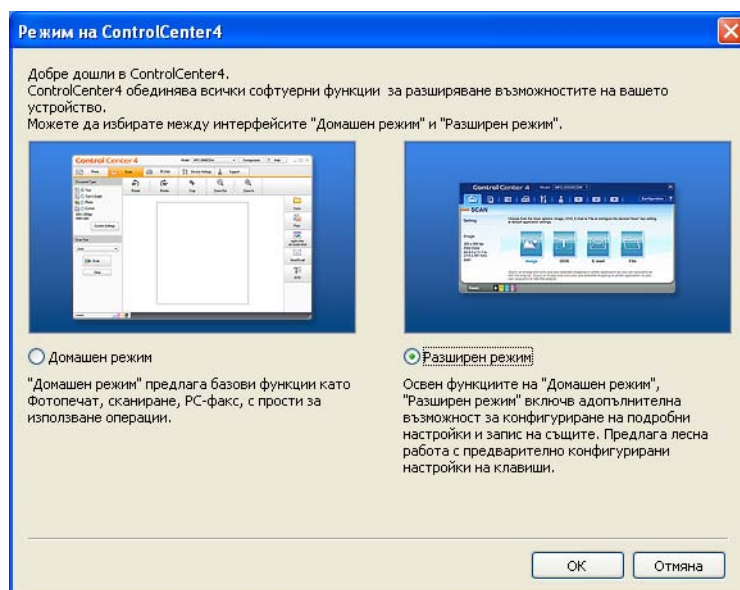 Режим на ControlCenter4
Добре дошли в ControlCenter4.
ControlCenter4 обединява всички софтуерни функции за разширяване възможностите на вашето
устройство.
Можете да избирате между интерфейсите "Домашен режим" и "Разширен режим".
Control Center 4
Control Center 4
SCAN
Image
OCR
E-mail
File
Домашен режим
"Домашен режим" предлага базови функции като
Фотопечат, сканиране, РС-факс, с прости за
използване операции.
Разширен режим
Освен функциите на "Домашен режим",
"Разширен режим" включв адопълнителна
възможност за конфигуриране на подробни
настройки и запис на същите. Предлага лесна
работа с предварително конфигурирани
настройки на клавиши.
OK
Отмяна